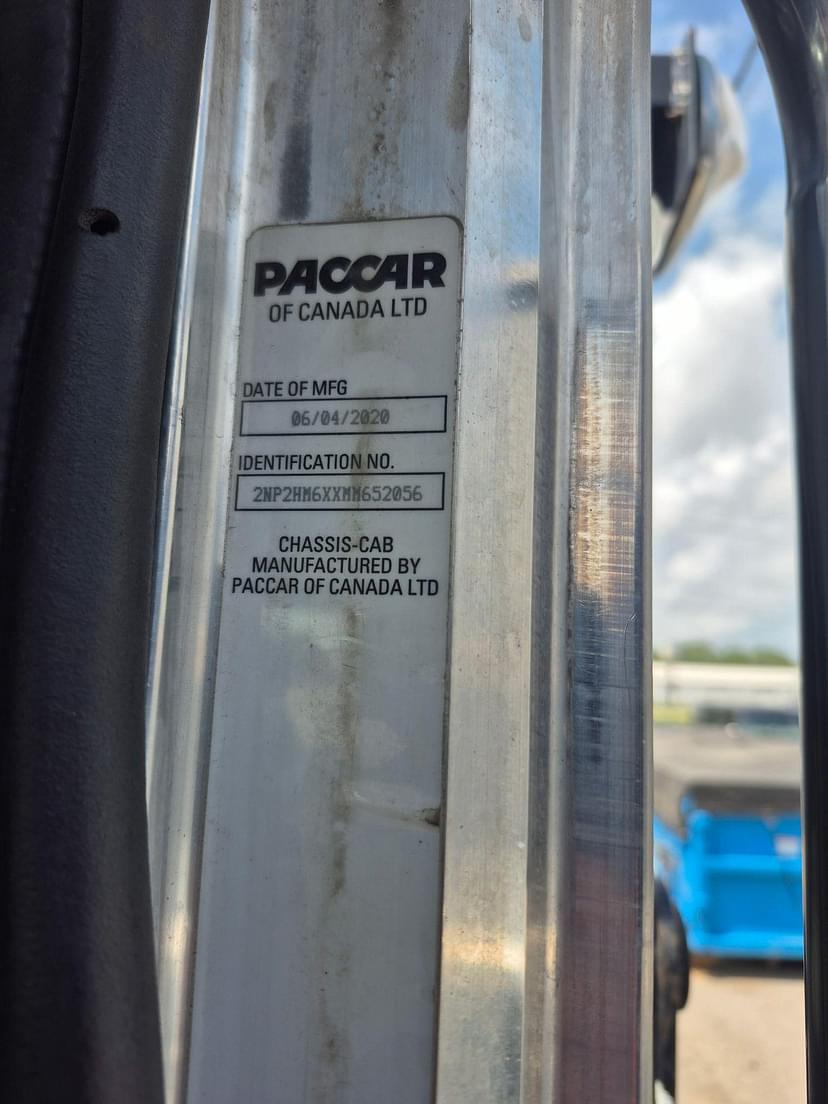 PACCAR
OF CANADA LTD
DATE OF MFG
06/04/2020
IDENTIFICATION NO.
2NP2HM6XXMM652056
CHASSIS-CAB
MANUFACTURED BY
PACCAR OF CANADA LTD